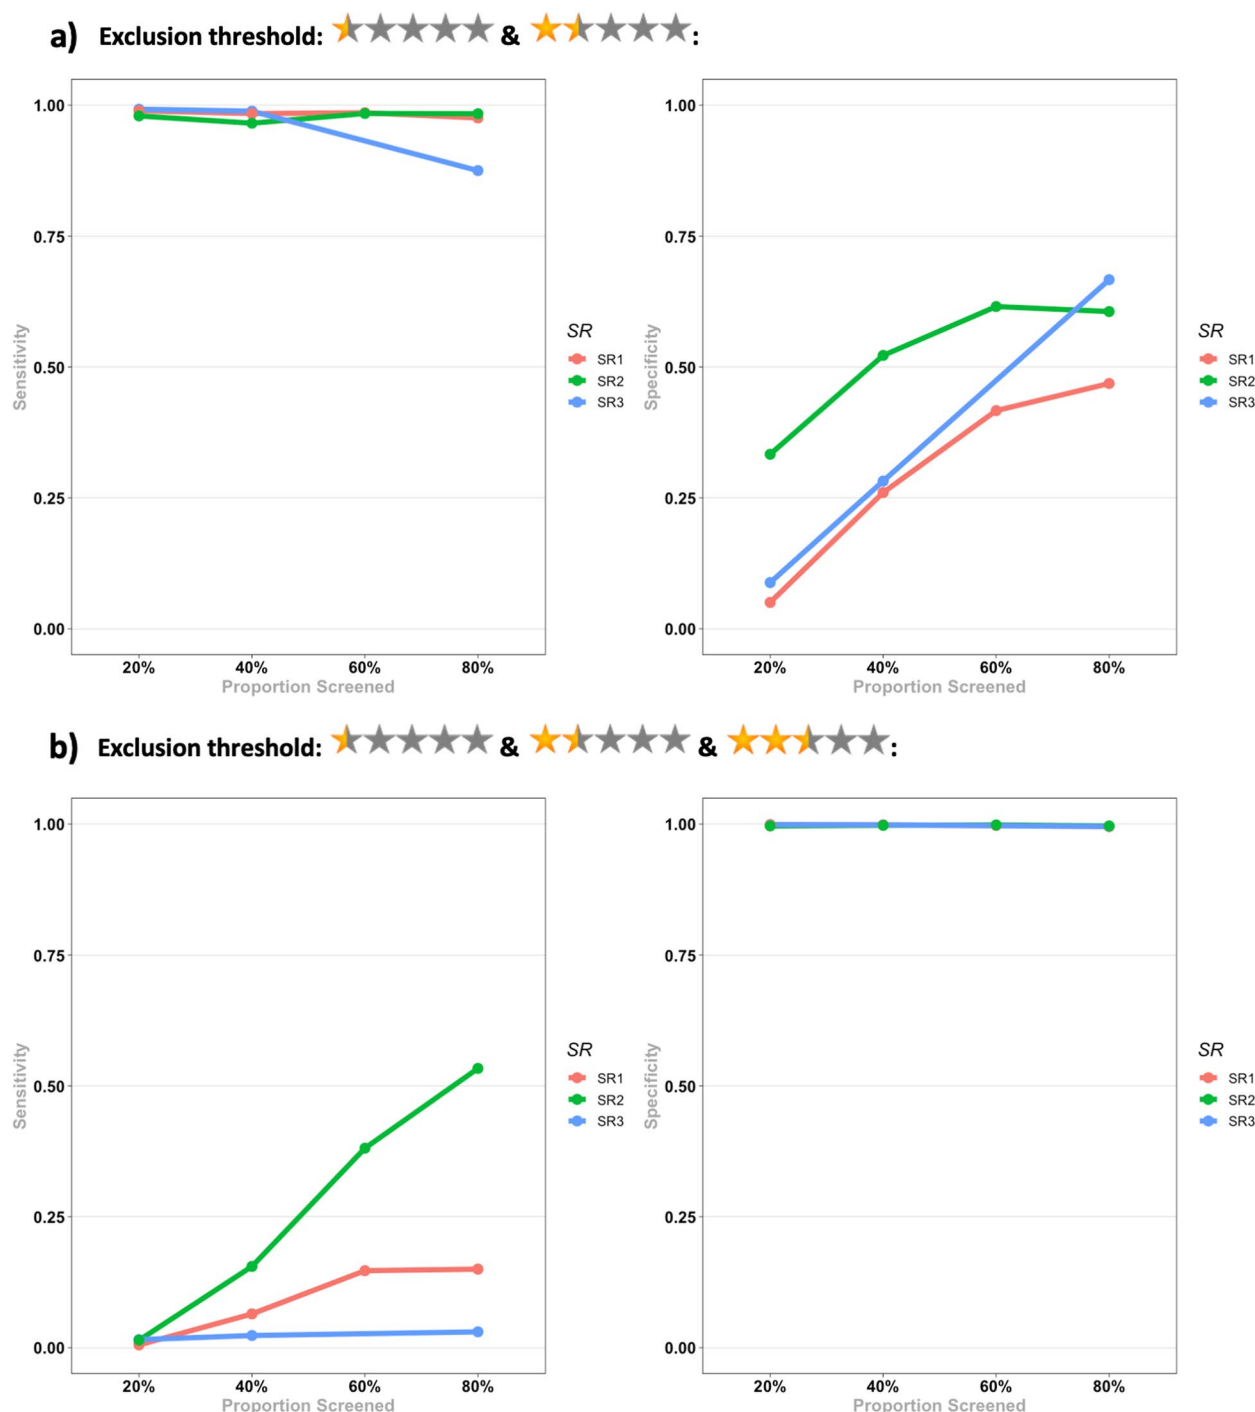 a) Exclusion threshold: & :
1.00
0.75
0.50
0.25
0.00
Sensitivity
20% 40% 60% 80%
Proportion Screened
SR
SR1
SR2
SR3
1.00
0.75
0.50
0.25
0.00
Specificity
20% 40% 60% 80%
Proportion Screened
SR
SR1
SR2
SR3
b) Exclusion threshold: & & :
1.00
0.75
0.50
0.25
0.00
Sensitivity
20% 40% 60% 80%
Proportion Screened
SR
SR1
SR2
SR3
1.00
0.75
0.50
0.25
0.00
Specificity
20% 40% 60% 80%
Proportion Screened
SR
SR1
SR2
SR3